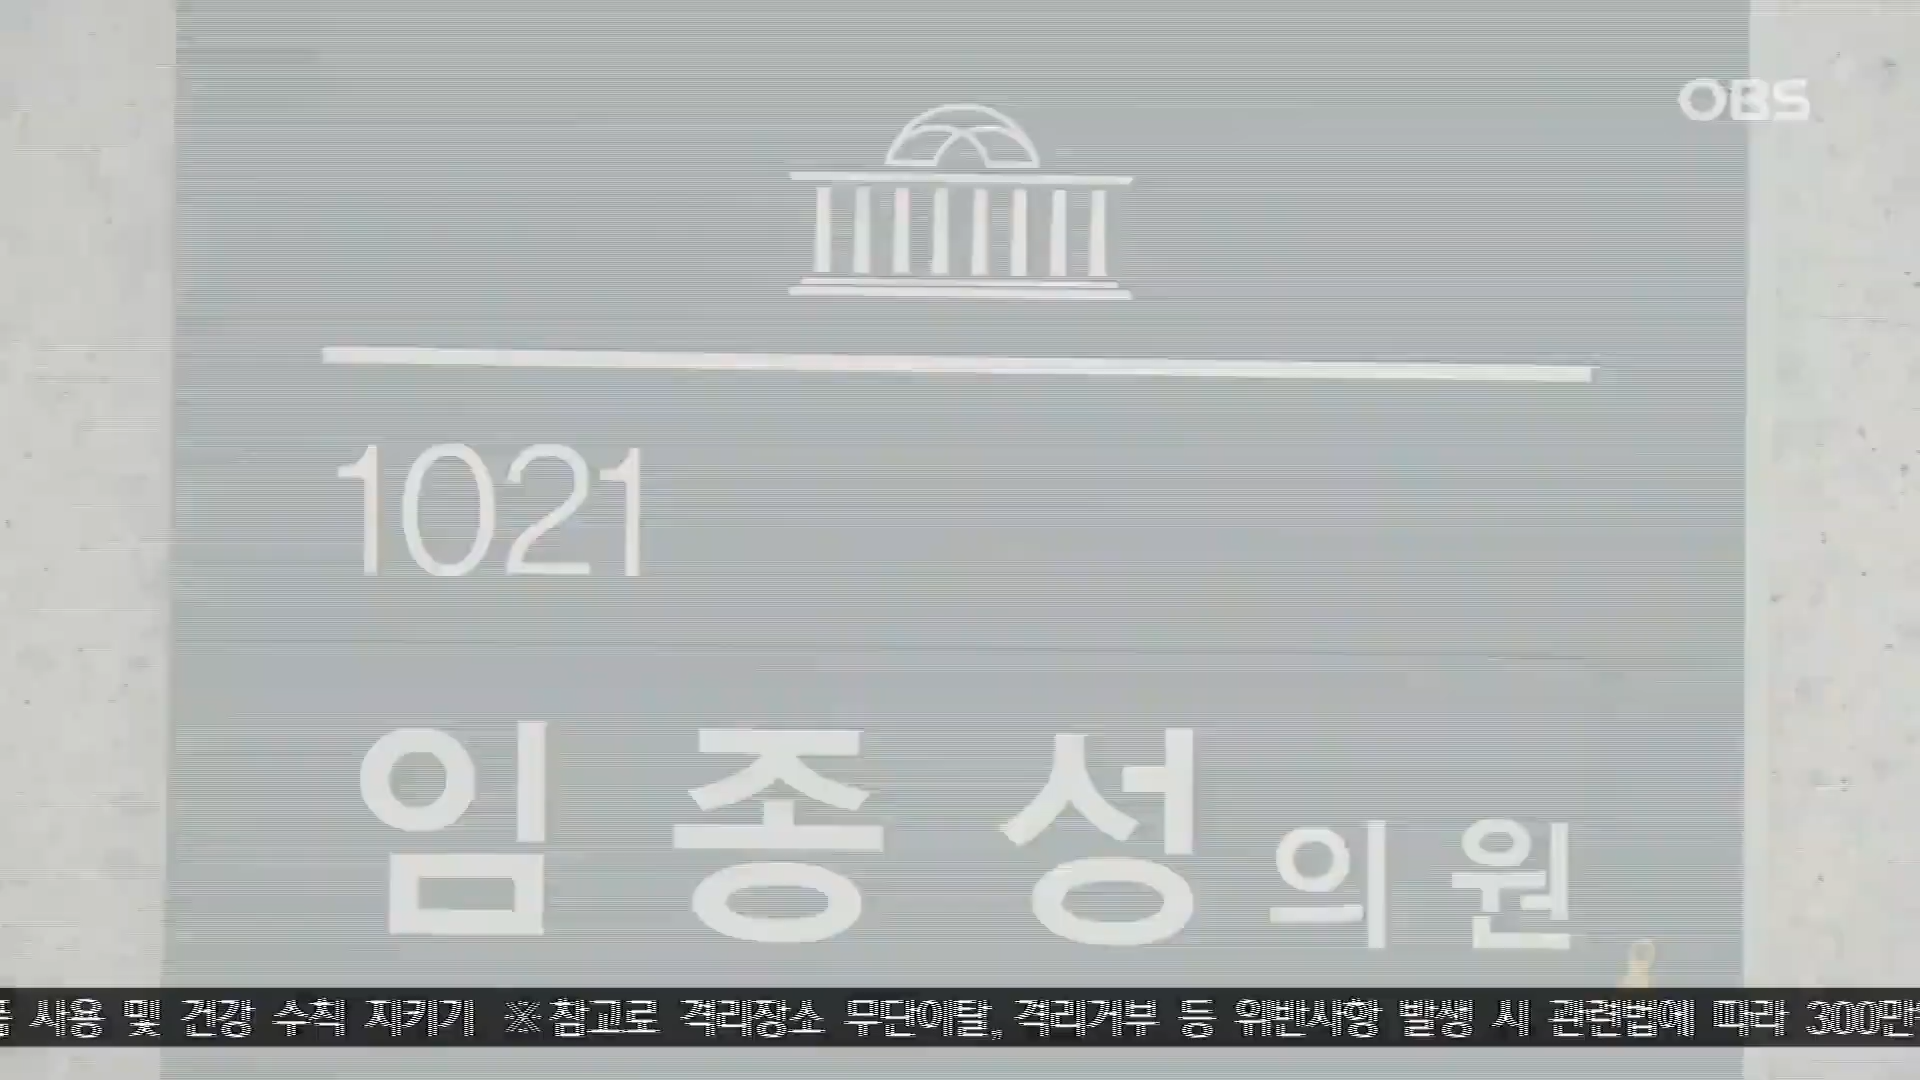 OBS
1021
임종성의원
사용 및 건강 수칙 지키기 ※참고로 격리장소 무단이탈, 격리거부 등 위반사항 발생 시 관련법에 따라 300만